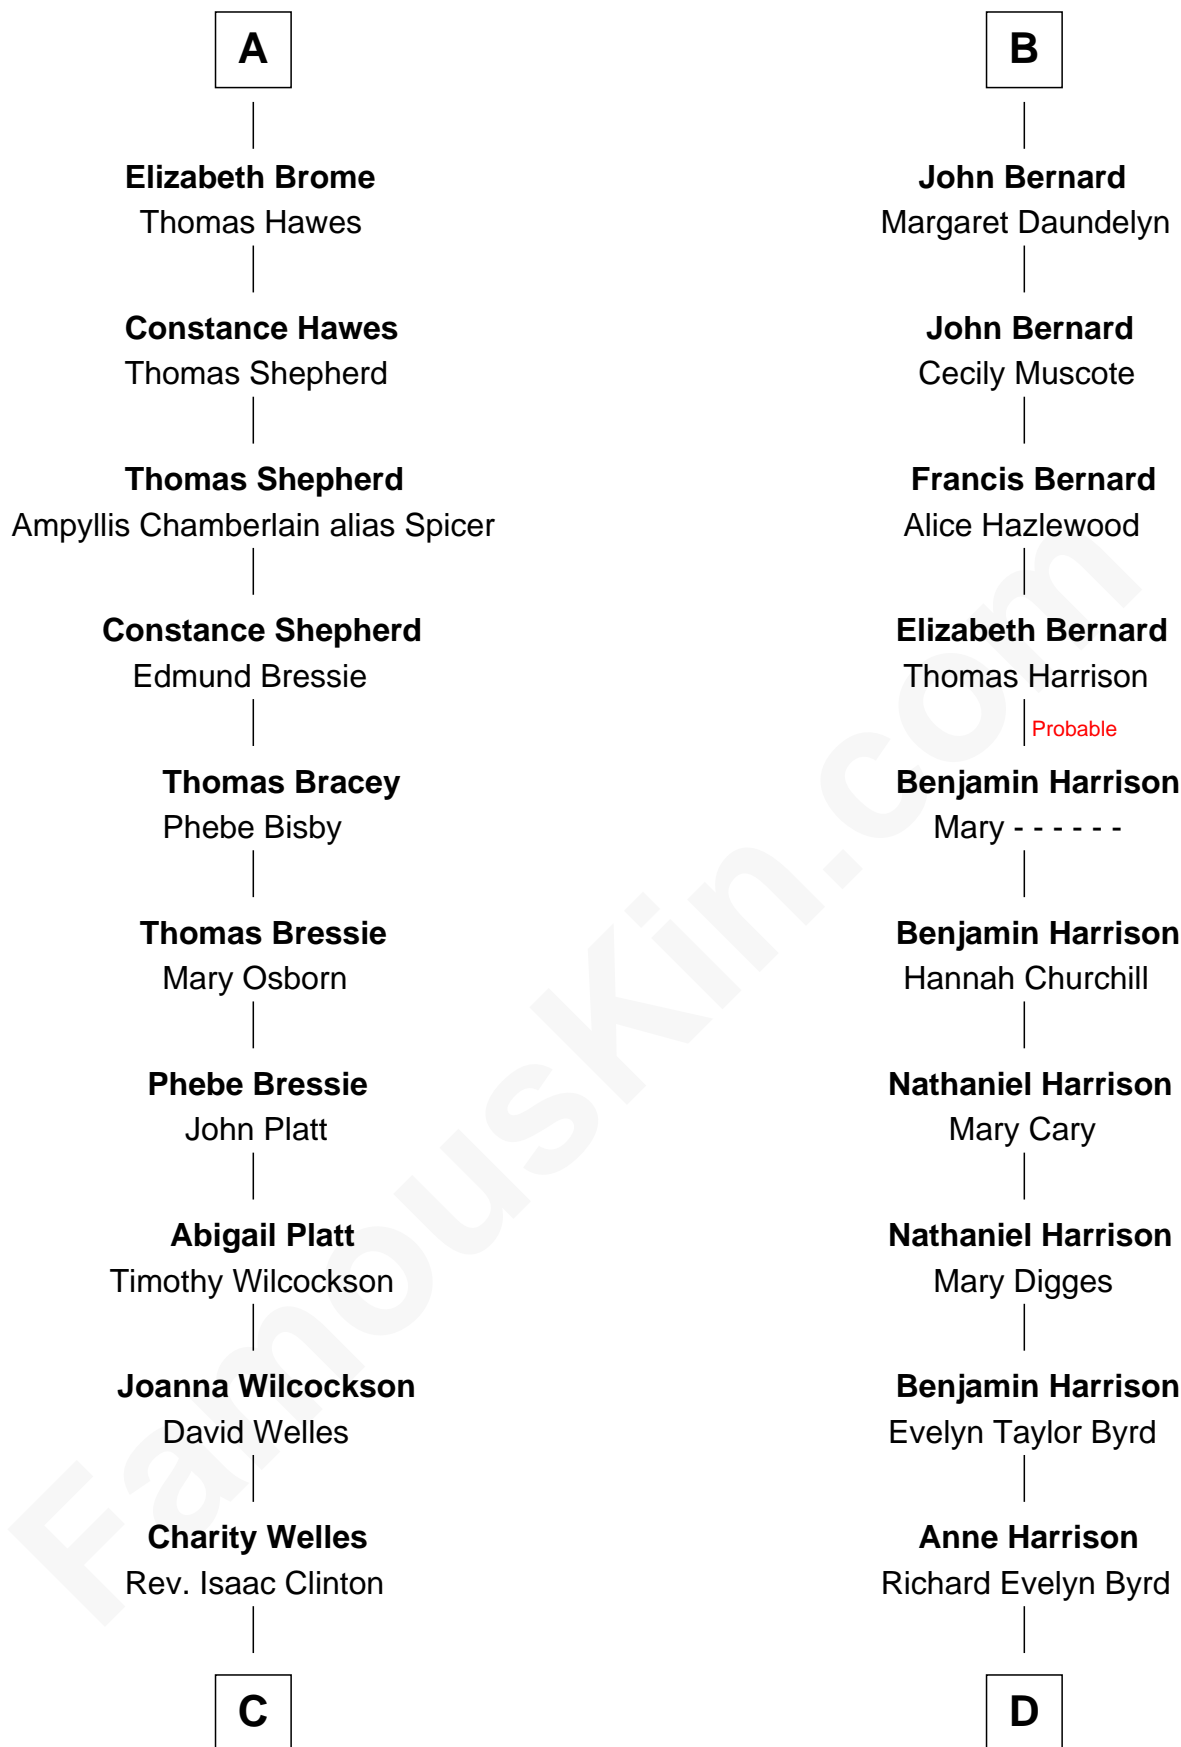 A
Elizabeth Brome
Thomas Hawes
Constance Hawes
Thomas Shepherd
Thomas Shepherd
Ampyllis Chamberlain alias Spicer
Constance Shepherd
Edmund Bressie
Thomas Bracey
Phebe Bisby
Thomas Bressie
Mary Osborn
Phebe Bressie
John Platt
Abigail Platt
Timothy Wilcockson
Joanna Wilcockson
David Welles
Charity Welles
Rev. Isaac Clinton
C
B
John Bernard
Margaret Daundelyn
John Bernard
Cecily Muscote
Francis Bernard
Alice Hazlewood
Elizabeth Bernard
Thomas Harrison
Probable
Benjamin Harrison
Mary - - - - - -
Benjamin Harrison
Hannah Churchill
Nathaniel Harrison
Mary Cary
Nathaniel Harrison
Mary Digges
Benjamin Harrison
Evelyn Taylor Byrd
Anne Harrison
Richard Evelyn Byrd
D
FamousKin.com